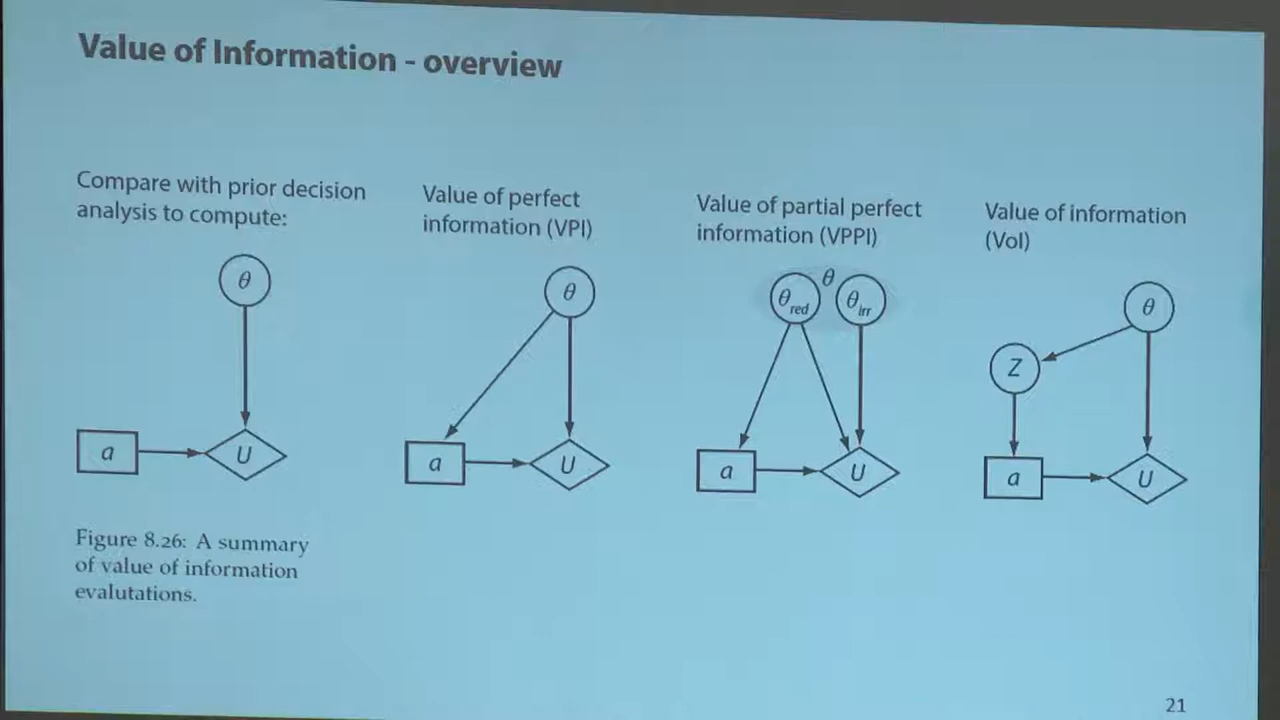 Value of Information - overview
Compare with prior decision
analysis to compute:
θ
a
U
Value of perfect
information (VPI)
θ
a
U
Value of partial perfect
information (VPPI)
θ
θred
θirr
a
U
Value of information
(VoI)
θ
Z
a
U
Figure 8.26: A summary
of value of information
evalutations.
21